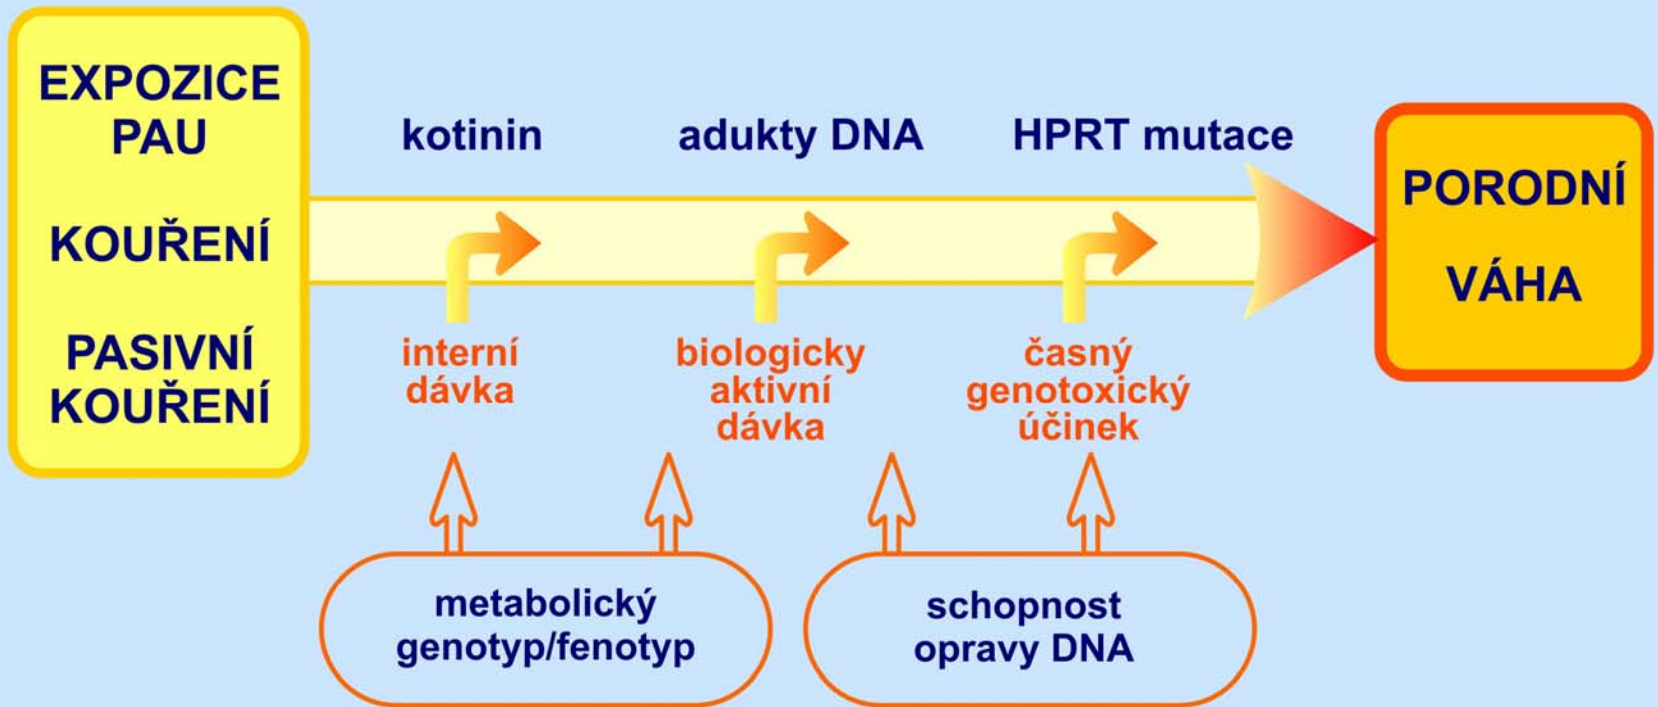 EXPOZICE
PAU
KOUŘENÍ
PASIVNÍ
KOUŘENÍ
kotinin
adukty DNA
HPRT mutace
interní
dávka
biologicky
aktivní
dávka
časný
genotoxický
účinek
metabolický
genotyp/fenotyp
schopnost
opravy DNA
PORODNÍ
VÁHA